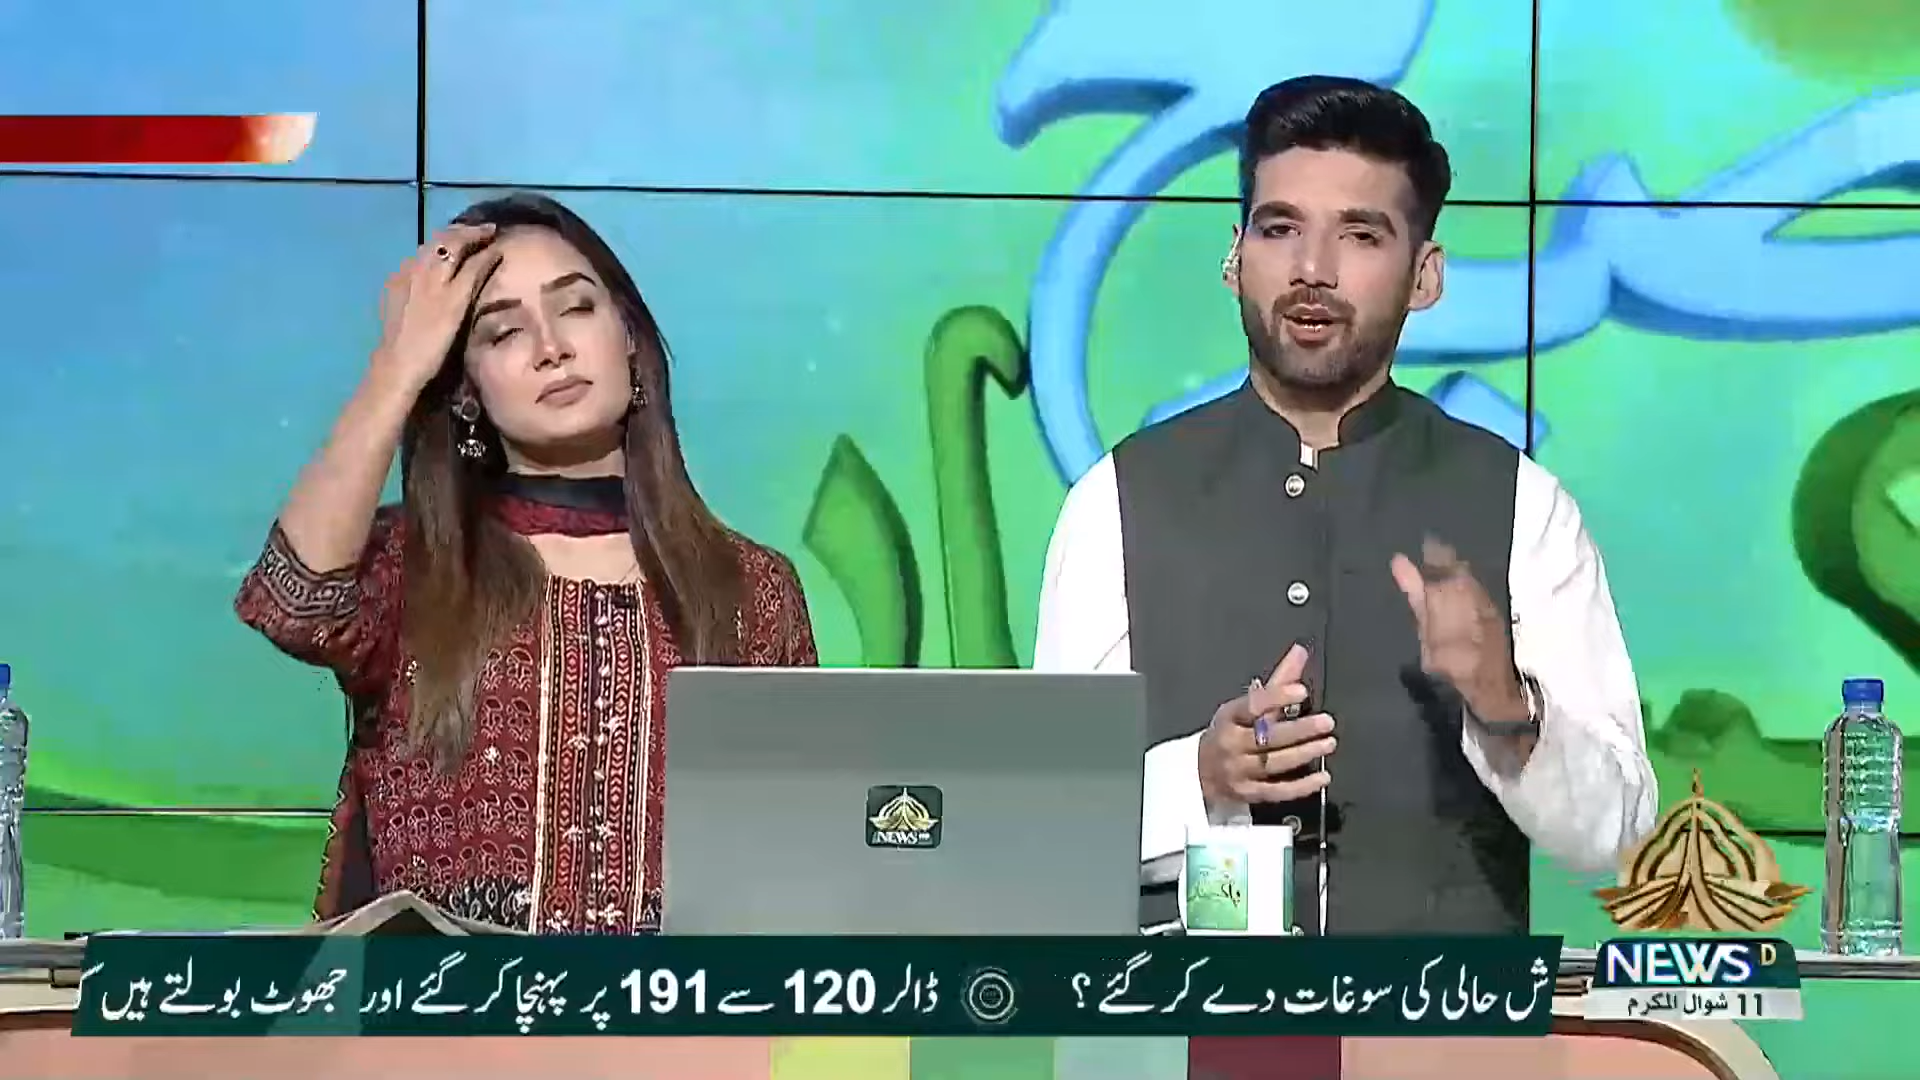 NEWS
پاکستان
ش حالی کی سوغات دے کر گئے ؟ ڈالر 120 سے 191 پر پہنچا کر گئے اور جھوٹ بولتے ہیں
NEWS
11 شوال المکرم